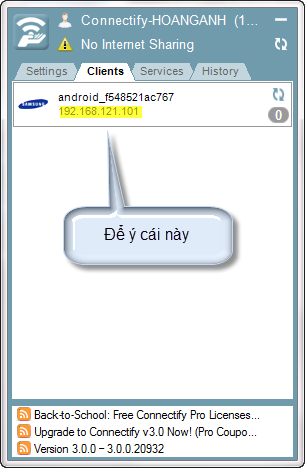 Connectify-HOANGANH (1...
No Internet Sharing
Settings Clients Services History
SAMSUNG android_f548521ac767
192.168.121.101
0
Để ý cái này
Back-to-School: Free Connectify Pro Licenses...
Upgrade to Connectify v3.0 Now! (Pro Coupo...
Version 3.0.0 – 3.0.0.20932